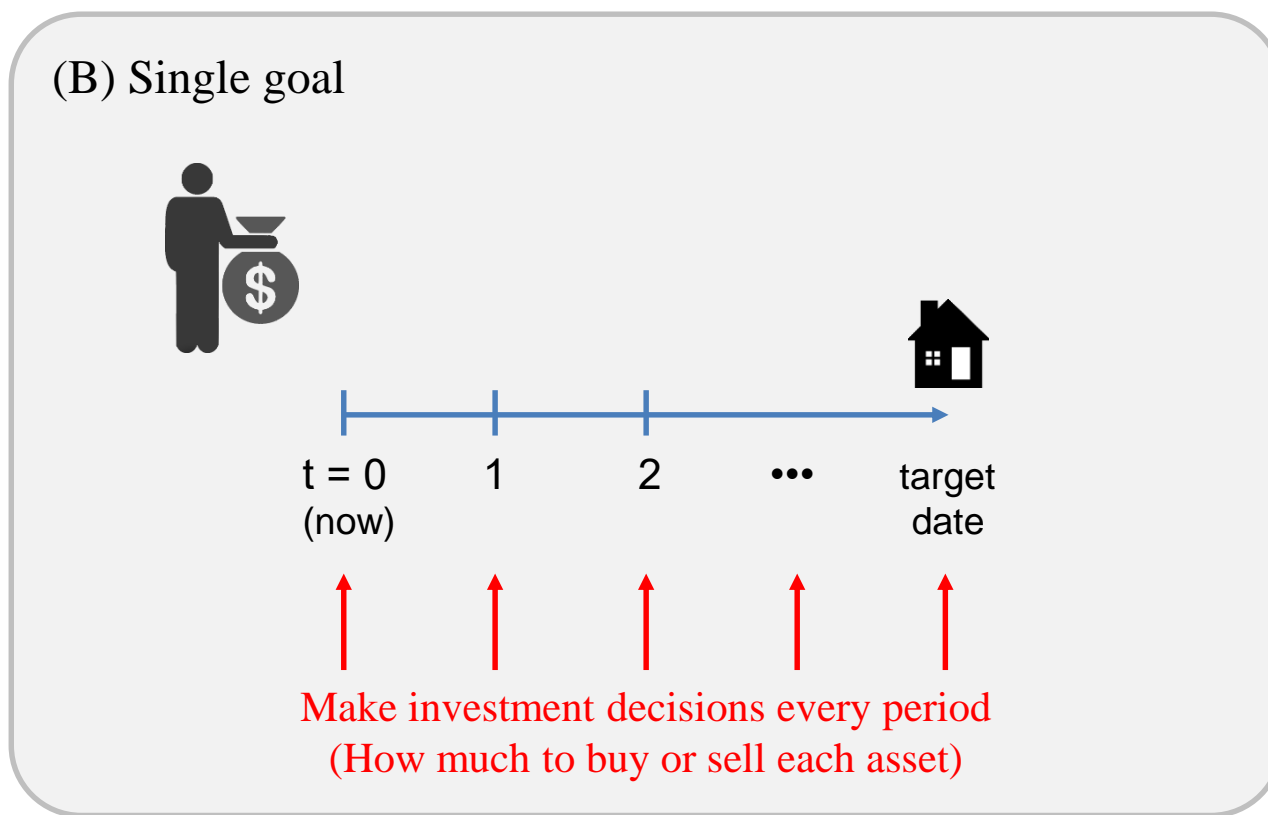 (B) Single goal
$
t = 0 1 2 ••• target
(now) date
Make investment decisions every period
(How much to buy or sell each asset)